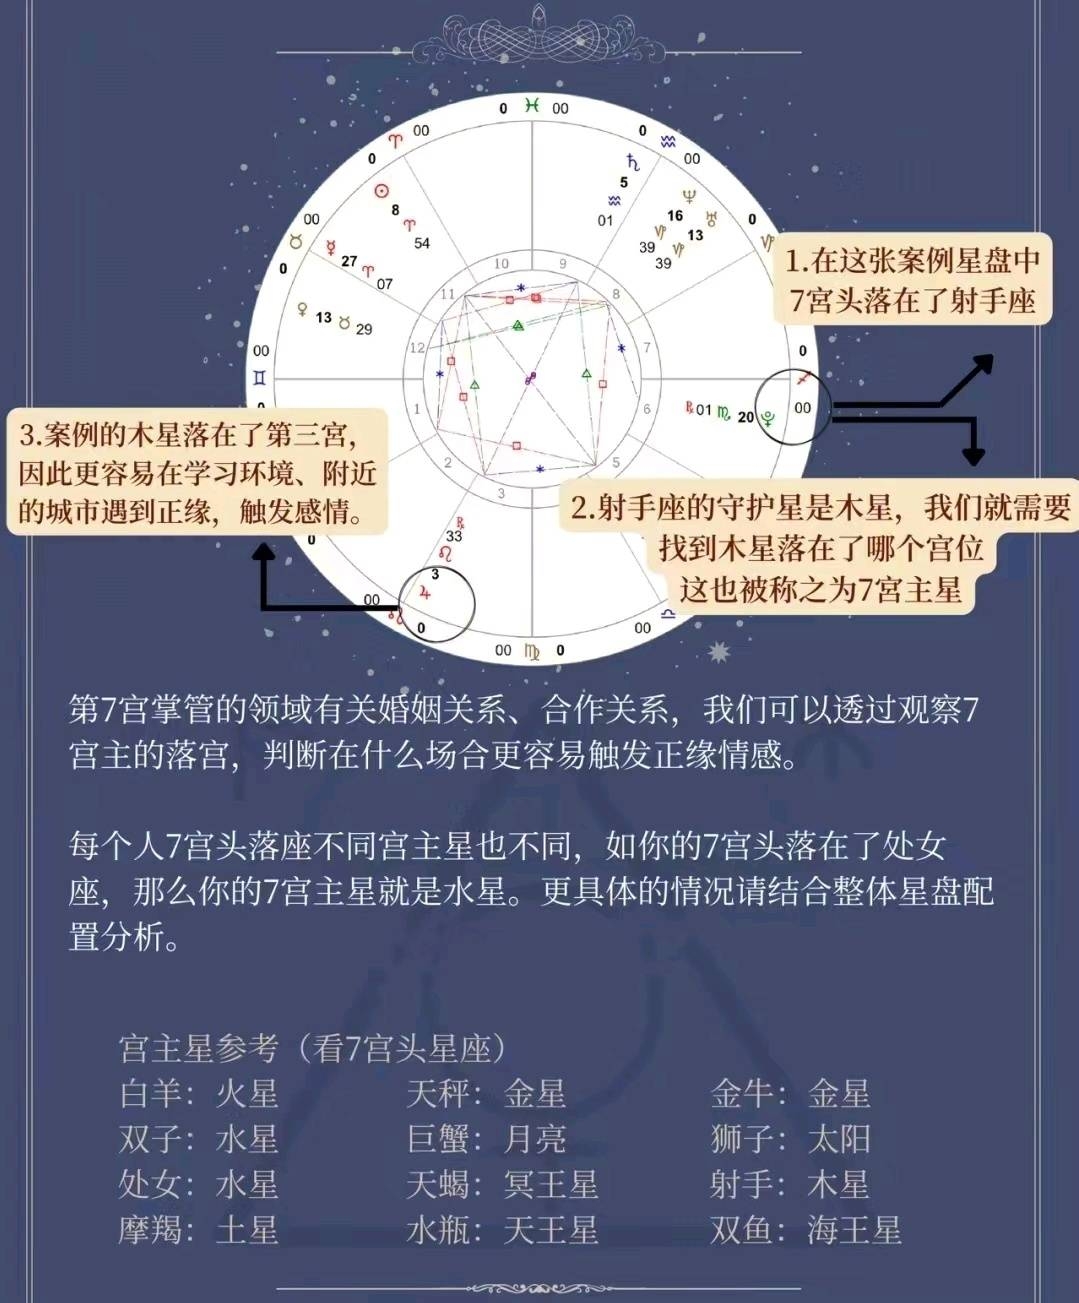 0 ♓ 00
♈ 00
0
0 ♒
00
♄
5
♒
01
☉
8
♈
54
♆
16
♑
39
♅
13
♑
39
0
♑
00
♉
0
☿
27
♈
07
♀ 13 ♉ 29
10 9
11 8
12 7
1 6
2 5
3
00
♊
0
0
♐
00
℞ 01 ♏ 20 ♇
1.在这张案例星盘中
7宫头落在了射手座
3.案例的木星落在了第三宫，
因此更容易在学习环境、附近
的城市遇到正缘，触发感情。
2.射手座的守护星是木星，我们就需要
找到木星落在了哪个宫位
这也被称之为7宫主星
0
℞
33
♌
3
♃
00
♌
0
00 ♍ 0
00
♎
第7宫掌管的领域有关婚姻关系、合作关系，我们可以透过观察7
宫主的落宫，判断在什么场合更容易触发正缘情感。
每个人7宫头落座不同宫主星也不同，如你的7宫头落在了处女
座，那么你的7宫主星就是水星。更具体的情况请结合整体星盘配
置分析。
宫主星参考（看7宫头星座）
白羊：火星 天秤：金星 金牛：金星
双子：水星 巨蟹：月亮 狮子：太阳
处女：水星 天蝎：冥王星 射手：木星
摩羯：土星 水瓶：天王星 双鱼：海王星